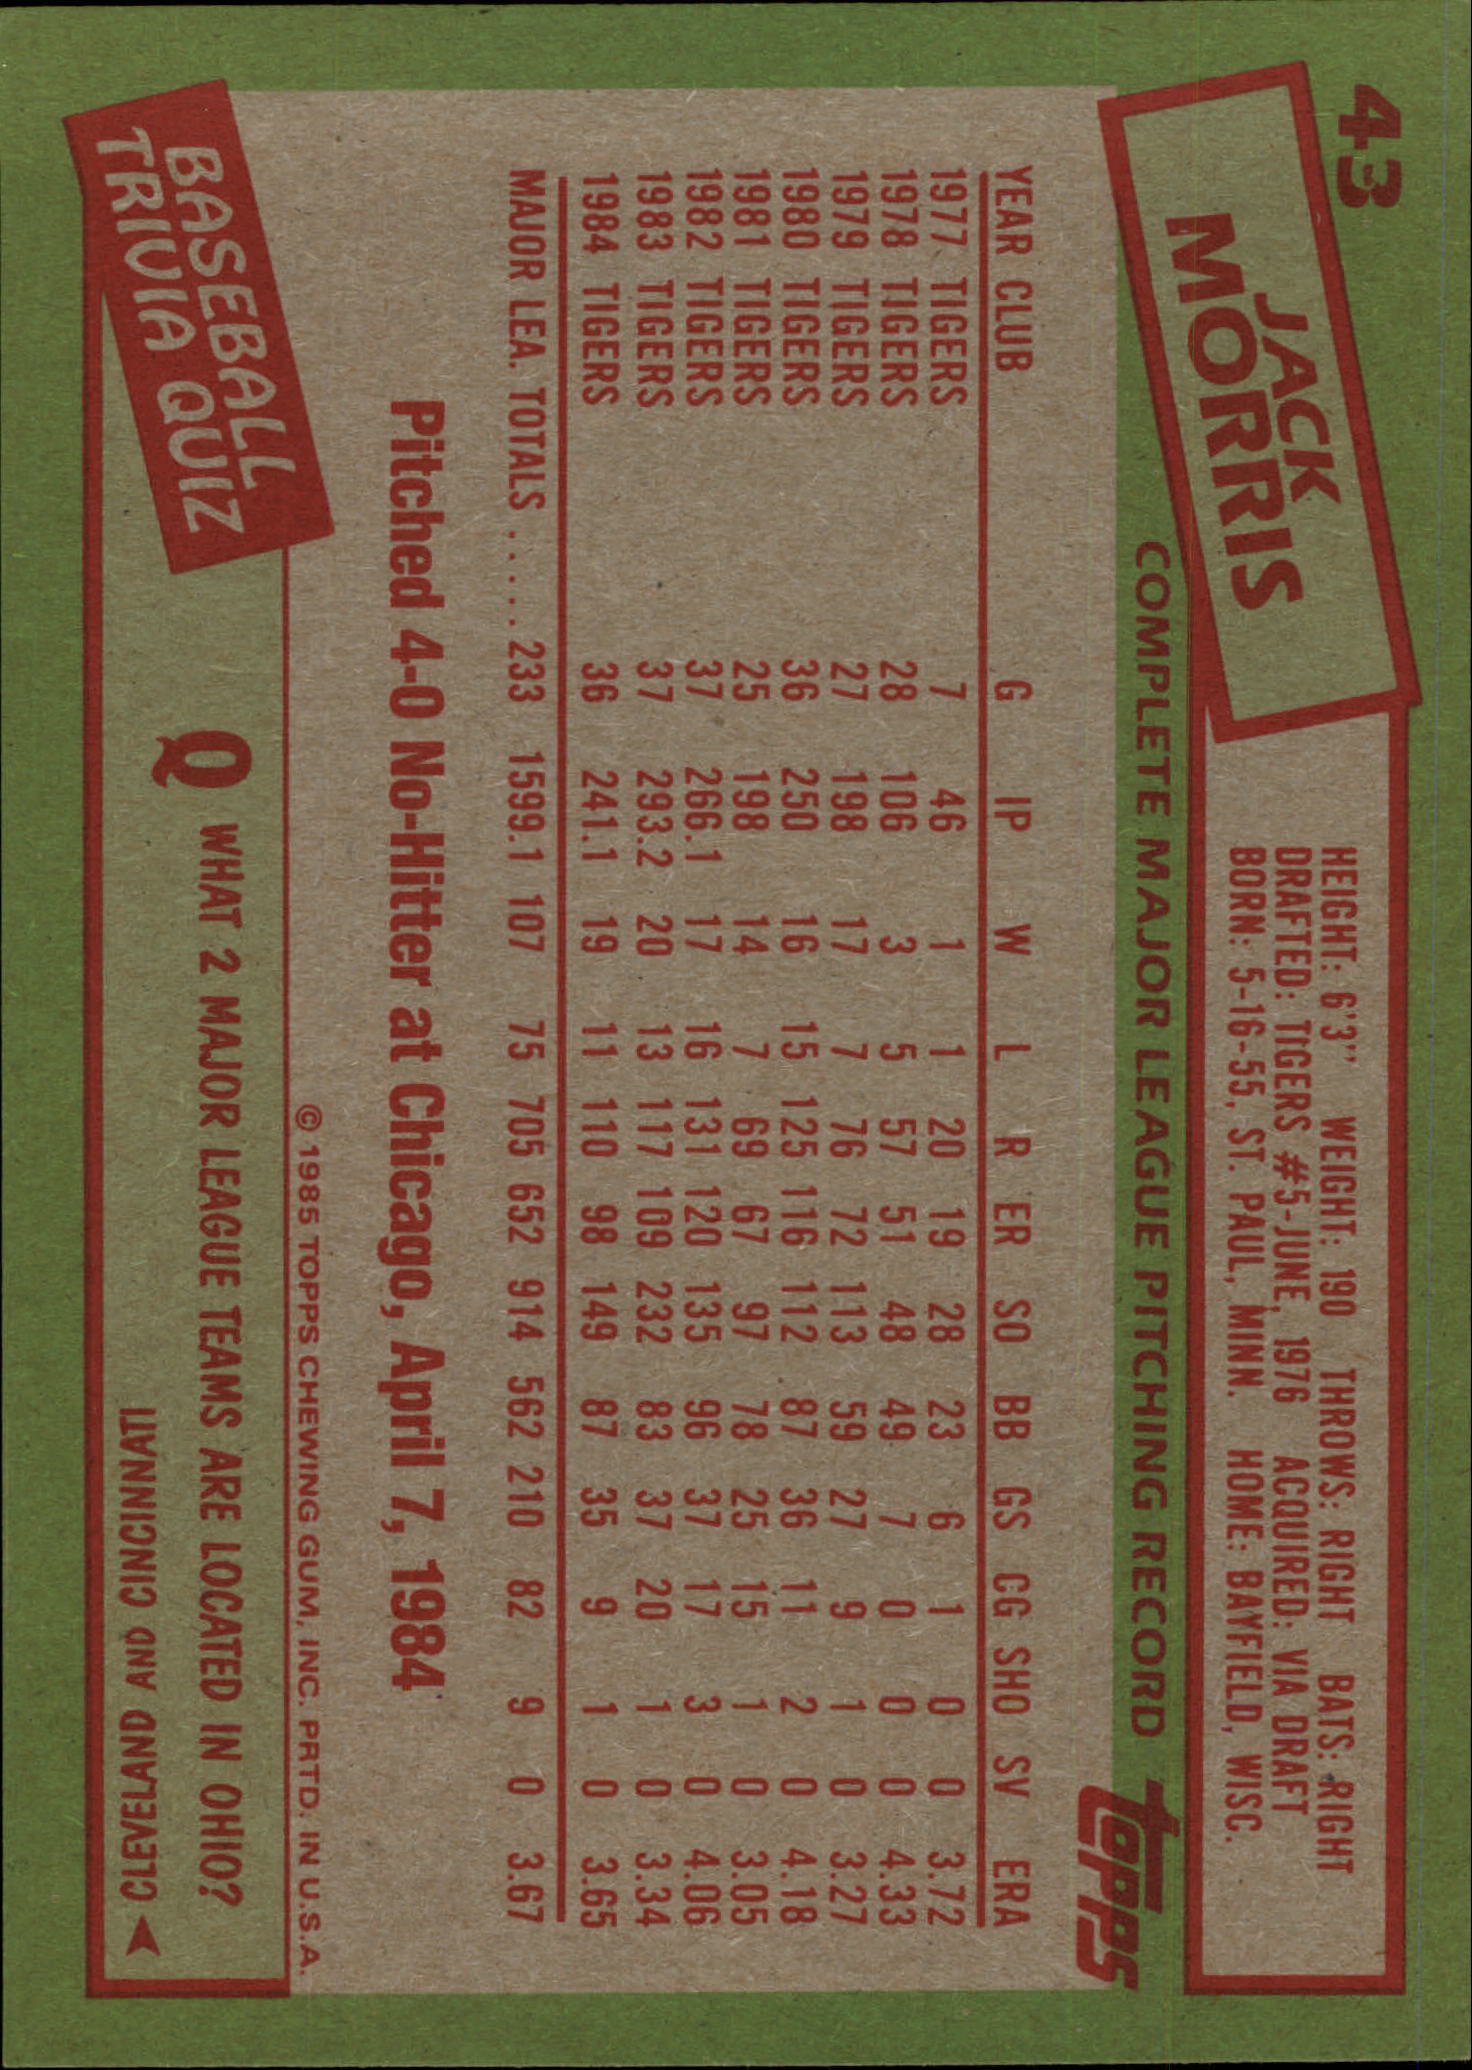 43
JACK
MORRIS
HEIGHT: 6'3" WEIGHT: 190 THROWS: RIGHT BATS: RIGHT
DRAFTED: TIGERS #5-JUNE, 1976 ACQUIRED: VIA DRAFT
BORN: 5-16-55, ST. PAUL, MINN. HOME: BAYFIELD, WISC.
COMPLETE MAJOR LEAGUE PITCHING RECORD
topps
YEAR CLUB G IP W L R ER SO BB GS CG SHO SV ERA
1977 TIGERS 7 46 1 1 20 19 28 23 6 1 0 0 3.72
1978 TIGERS 28 106 3 5 57 51 48 49 7 0 0 0 4.33
1979 TIGERS 27 198 17 7 76 72 113 59 27 9 1 0 3.27
1980 TIGERS 36 250 16 15 125 116 112 87 36 11 2 0 4.18
1981 TIGERS 25 198 14 7 69 67 97 78 25 15 1 0 3.05
1982 TIGERS 37 266.1 17 16 131 120 135 96 37 17 3 0 4.06
1983 TIGERS 37 293.2 20 13 117 109 232 83 37 20 1 0 3.34
1984 TIGERS 36 241.1 19 11 110 98 149 87 35 9 1 0 3.65
MAJOR LEA. TOTALS ..... 233 1599.1 107 75 705 652 914 562 210 82 9 0 3.67
Pitched 4-0 No-Hitter at Chicago, April 7, 1984
© 1985 TOPPS CHEWING GUM, INC. PRTD. IN U.S.A.
BASEBALL
TRIVIA QUIZ
Q WHAT 2 MAJOR LEAGUE TEAMS ARE LOCATED IN OHIO?
CLEVELAND AND CINCINNATI